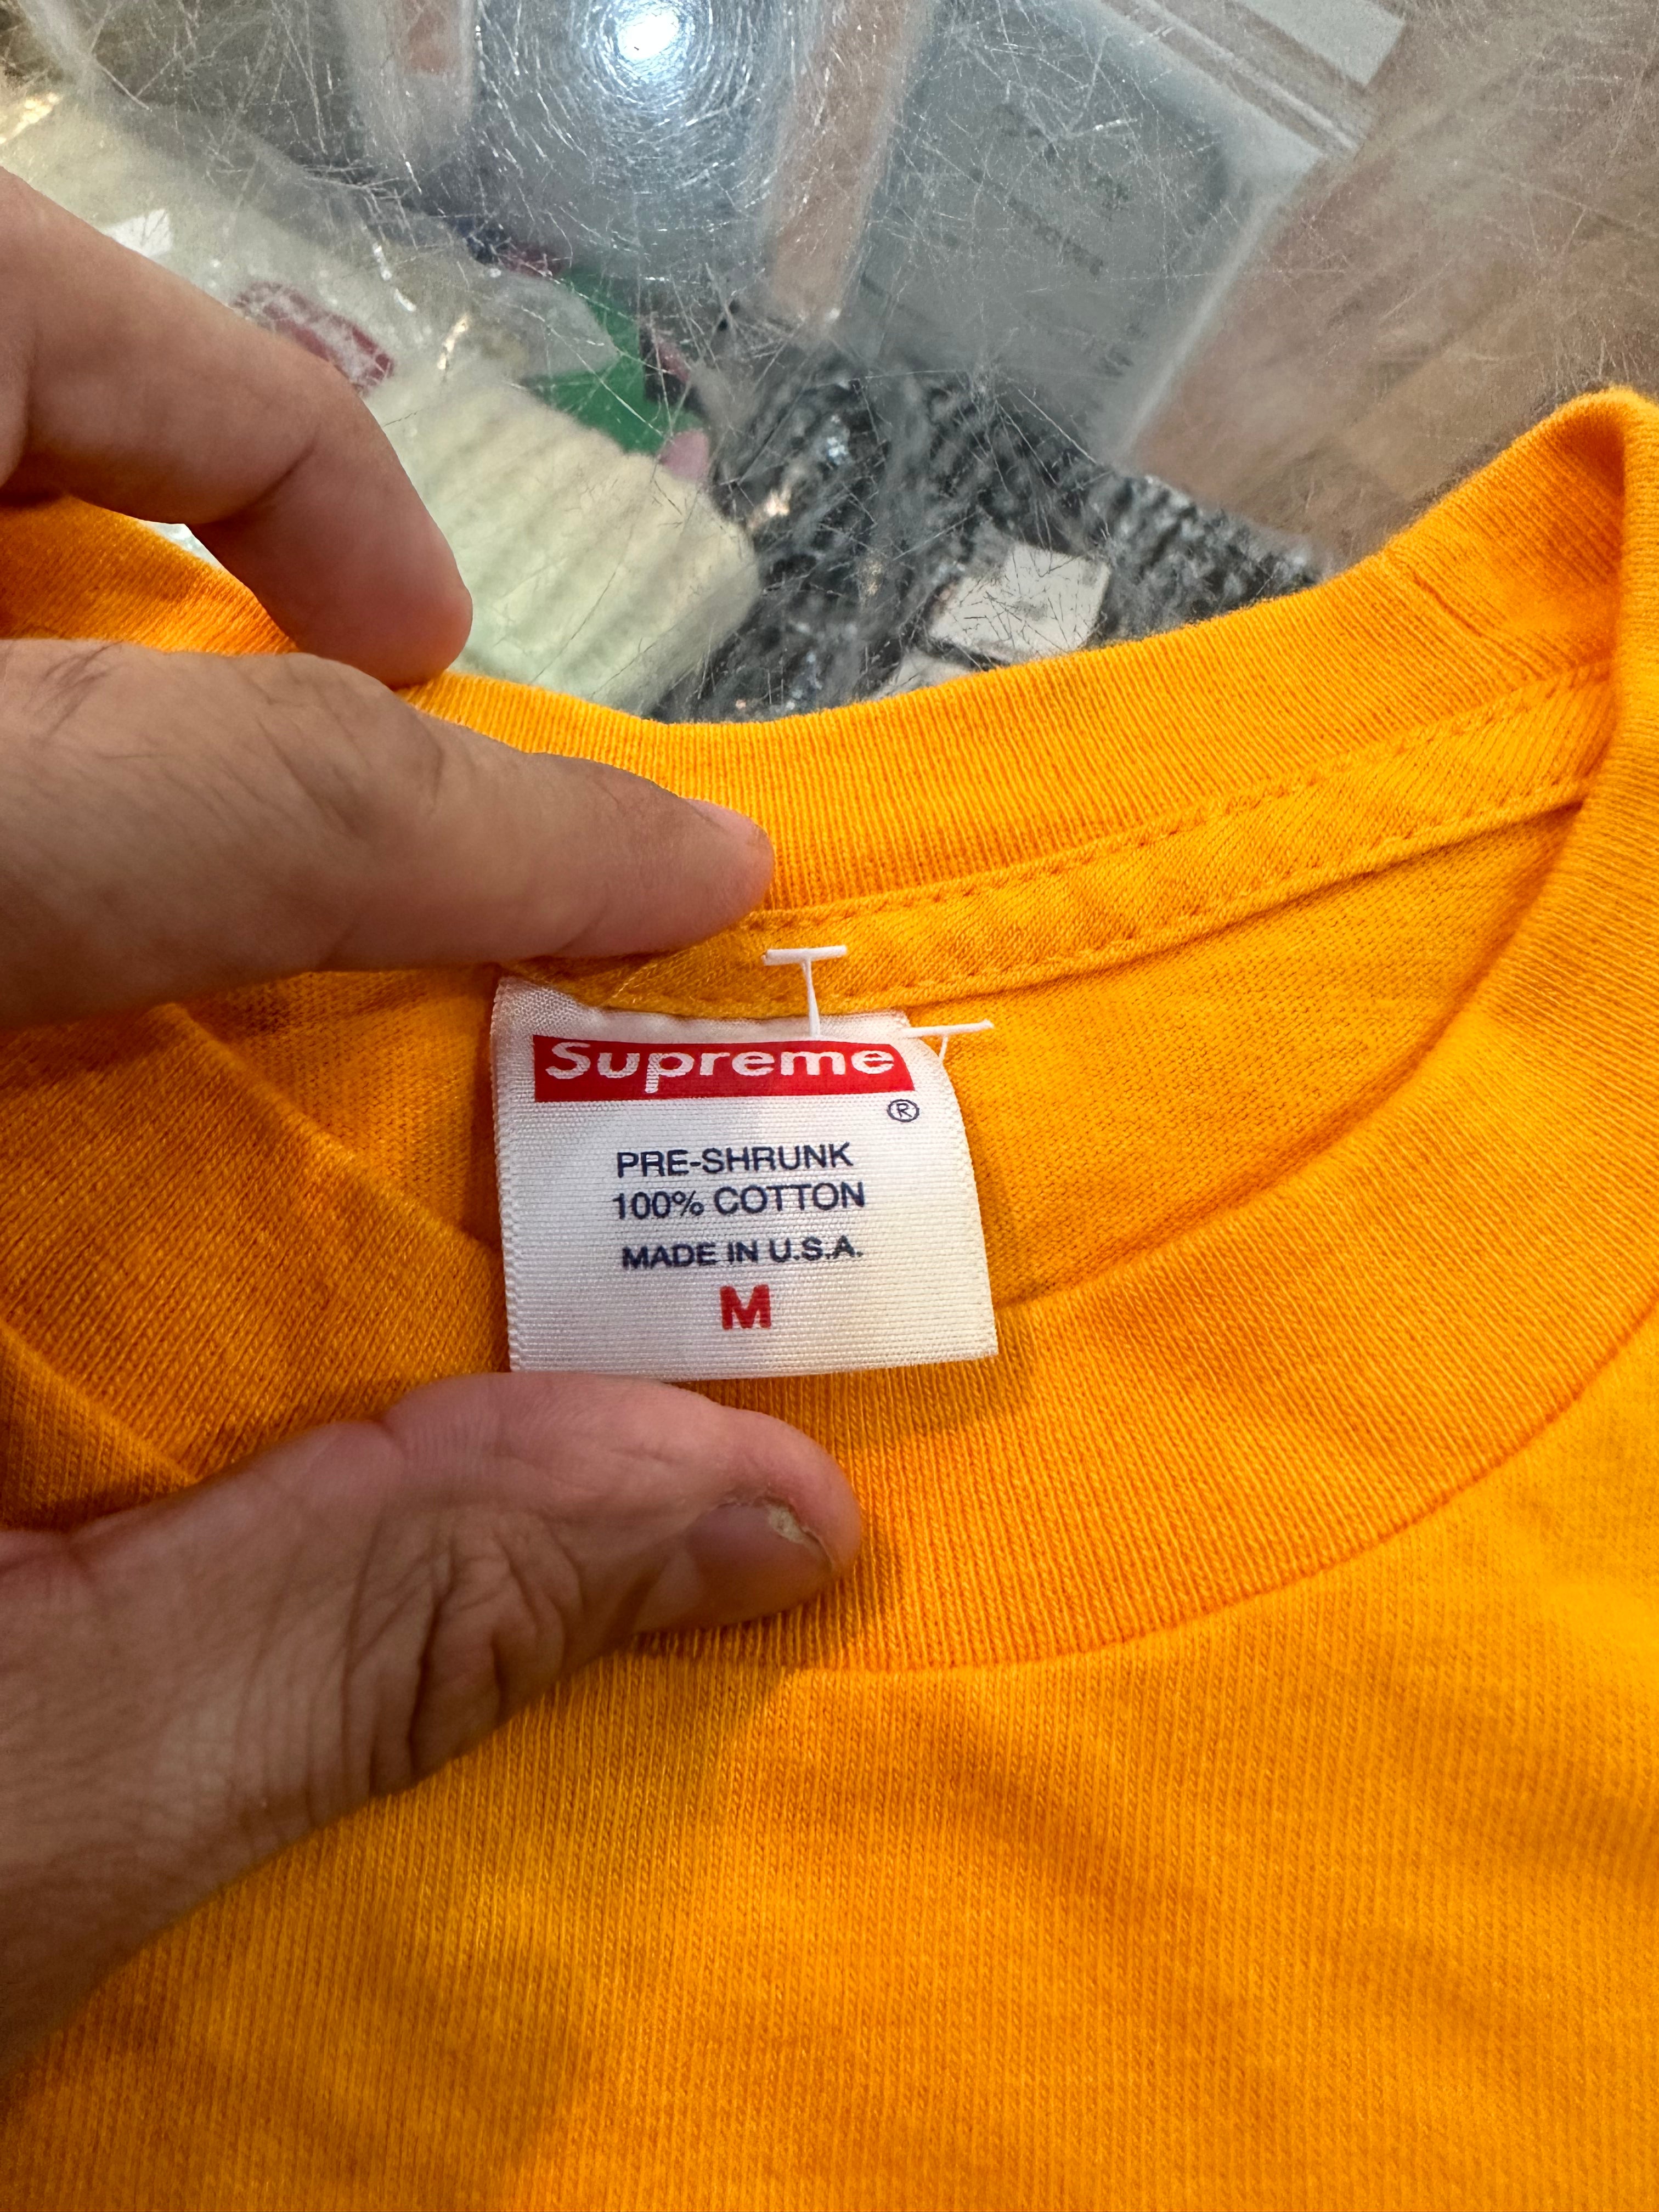 Supreme
®
PRE-SHRUNK
100% COTTON
MADE IN U.S.A.
M